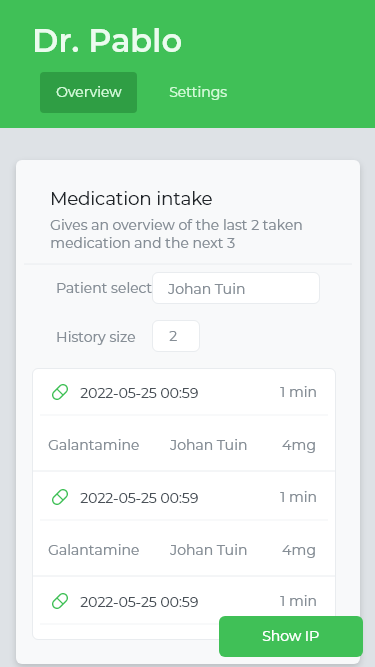 Dr. Pablo
Overview Settings
Medication intake
Gives an overview of the last 2 taken
medication and the next 3
Patient select Johan Tuin
History size 2
2022-05-25 00:59 1 min
Galantamine Johan Tuin 4mg
2022-05-25 00:59 1 min
Galantamine Johan Tuin 4mg
2022-05-25 00:59 1 min
Show IP